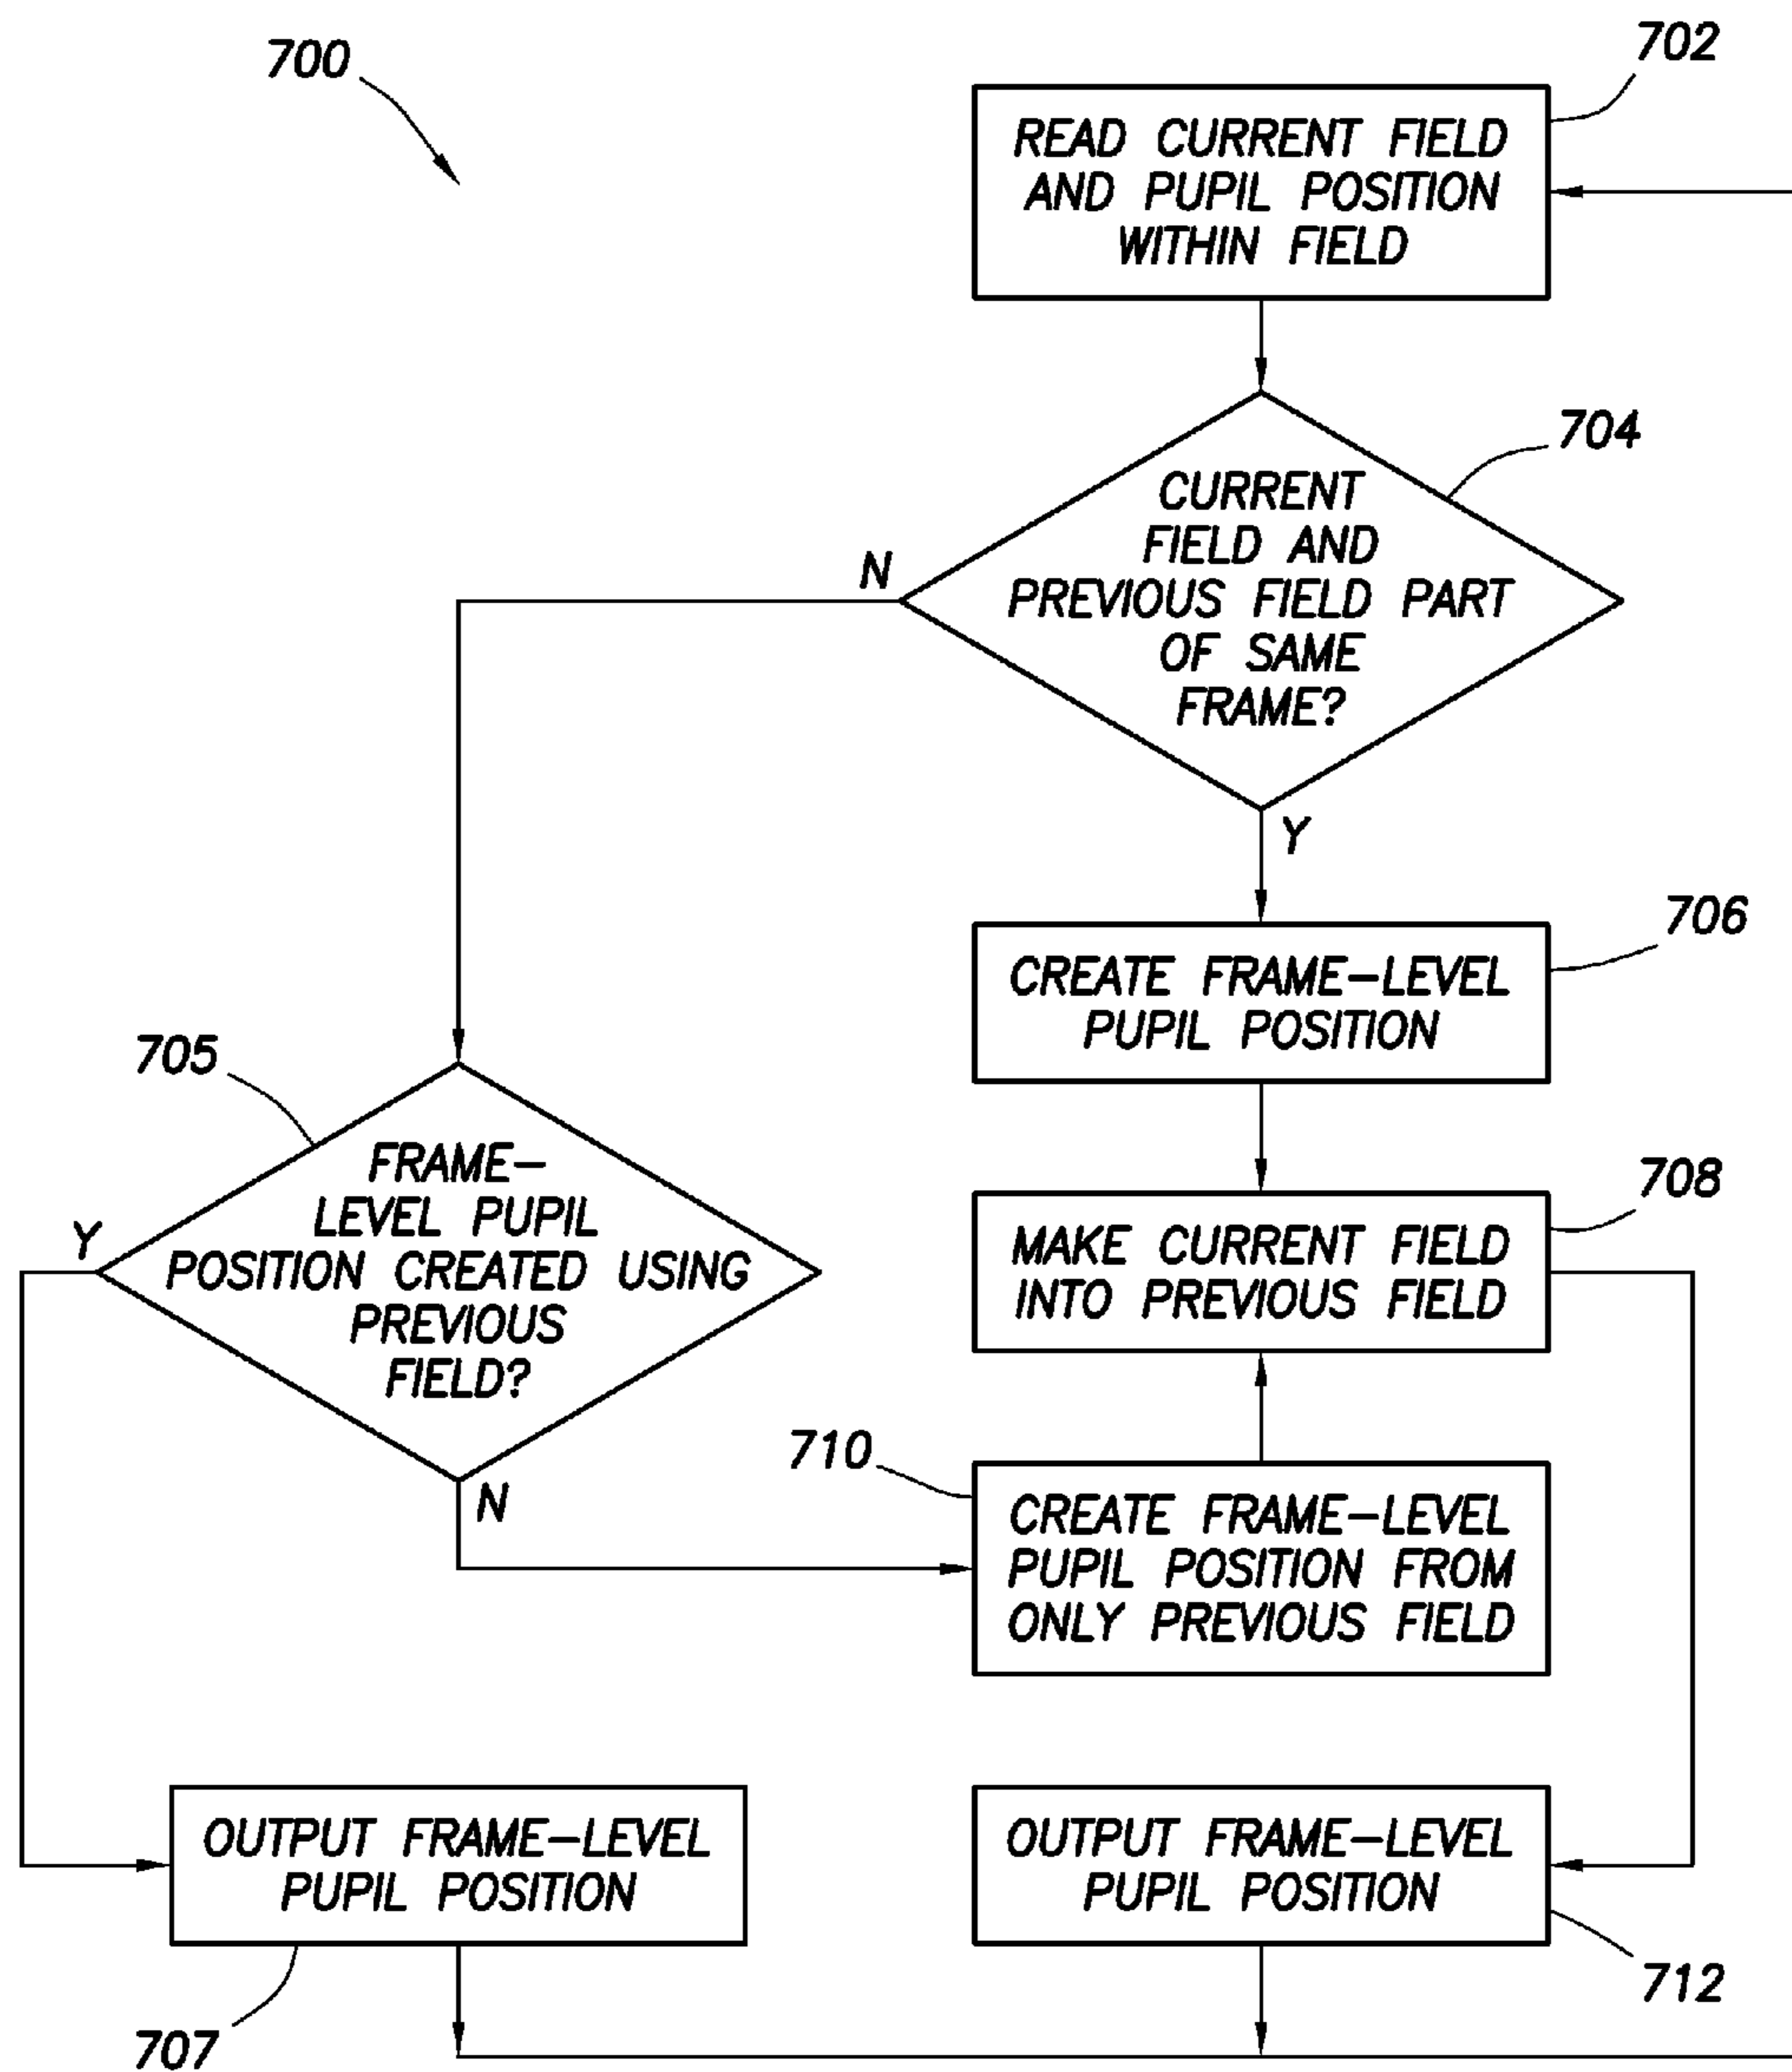 700
702
READ CURRENT FIELD
AND PUPIL POSITION
WITHIN FIELD
704
CURRENT
FIELD AND
PREVIOUS FIELD PART
OF SAME
FRAME?
N
Y
706
CREATE FRAME-LEVEL
PUPIL POSITION
705
FRAME-
LEVEL PUPIL
POSITION CREATED USING
PREVIOUS
FIELD?
Y
N
708
MAKE CURRENT FIELD
INTO PREVIOUS FIELD
710
CREATE FRAME-LEVEL
PUPIL POSITION FROM
ONLY PREVIOUS FIELD
OUTPUT FRAME-LEVEL
PUPIL POSITION
707
OUTPUT FRAME-LEVEL
PUPIL POSITION
712